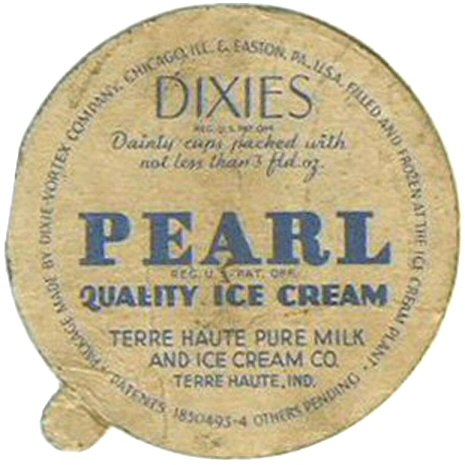 DIXIES
REG. U.S. PAT. OFF.
Dainty cups packed with
not less than 3 fld. oz.
PEARL
REG. U.S. PAT. OFF.
QUALITY ICE CREAM
TERRE HAUTE PURE MILK
AND ICE CREAM CO.
TERRE HAUTE, IND.
• PACKAGE MADE BY DIXIE-VORTEX COMPANY, CHICAGO, ILL. & EASTON, PA., U.S.A. FILLED AND FROZEN AT THE ICE CREAM PLANT •
PATENTS 1850493-4 OTHERS PENDING